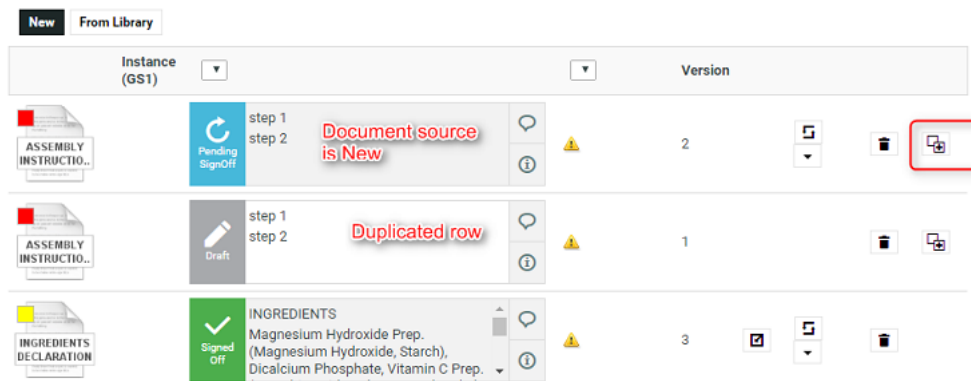 New From Library
Instance
(GS1)
Version
ASSEMBLY
INSTRUCTIO..
Pending
SignOff
step 1
step 2
Document source
is New
2
ASSEMBLY
INSTRUCTIO..
Draft
step 1
step 2
Duplicated row
1
INGREDIENTS
DECLARATION
Signed
Off
INGREDIENTS
Magnesium Hydroxide Prep.
(Magnesium Hydroxide, Starch),
Dicalcium Phosphate, Vitamin C Prep.
3